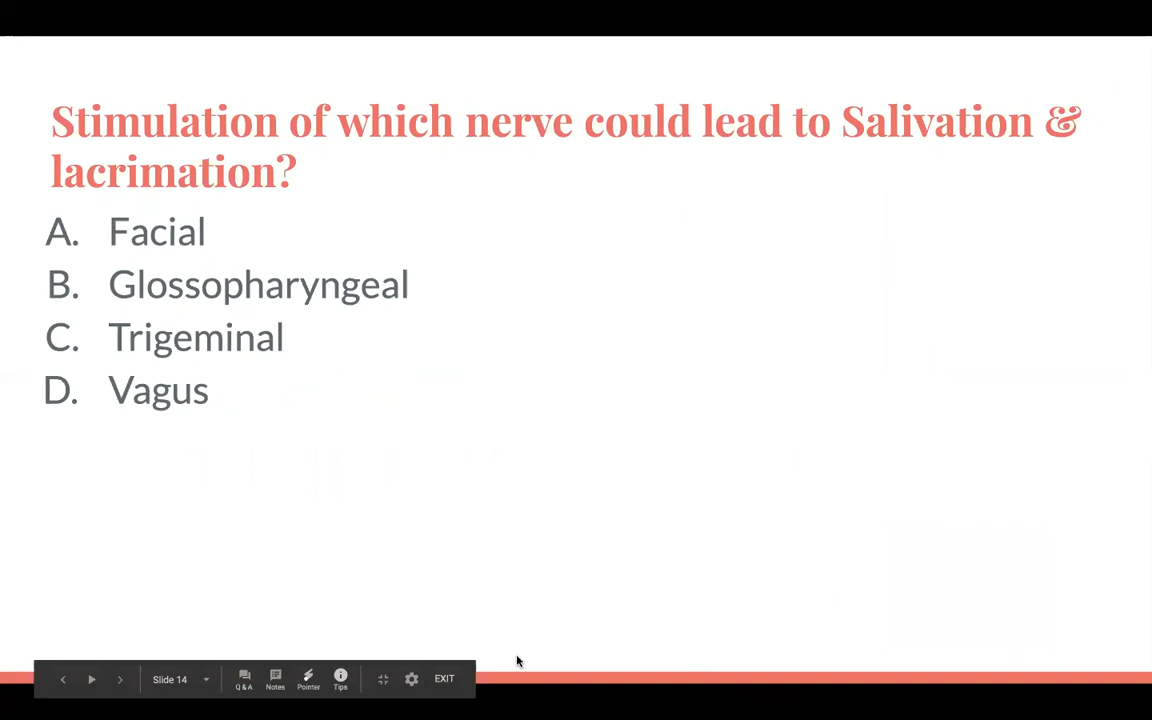 Stimulation of which nerve could lead to Salivation &
lacrimation?
A. Facial
B. Glossopharyngeal
C. Trigeminal
D. Vagus
Slide 14
Q&A
Notes
Pointer
Tips
EXIT